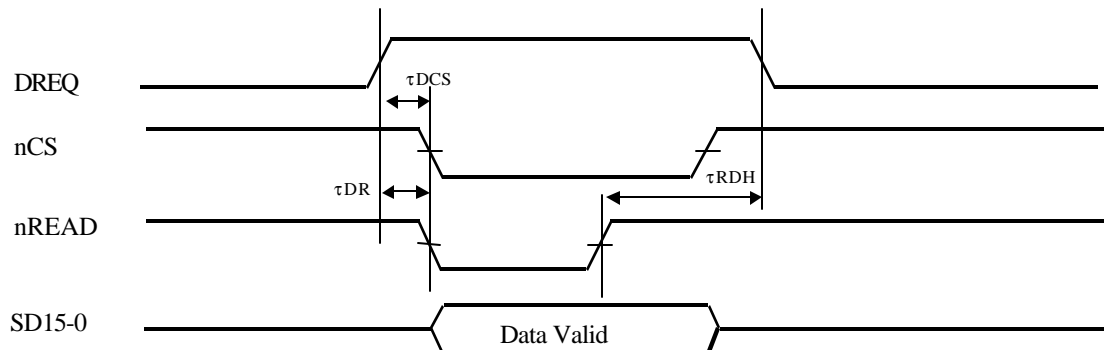 DREQ
τDCS
nCS
τDR
τRDH
nREAD
SD15-0
Data Valid